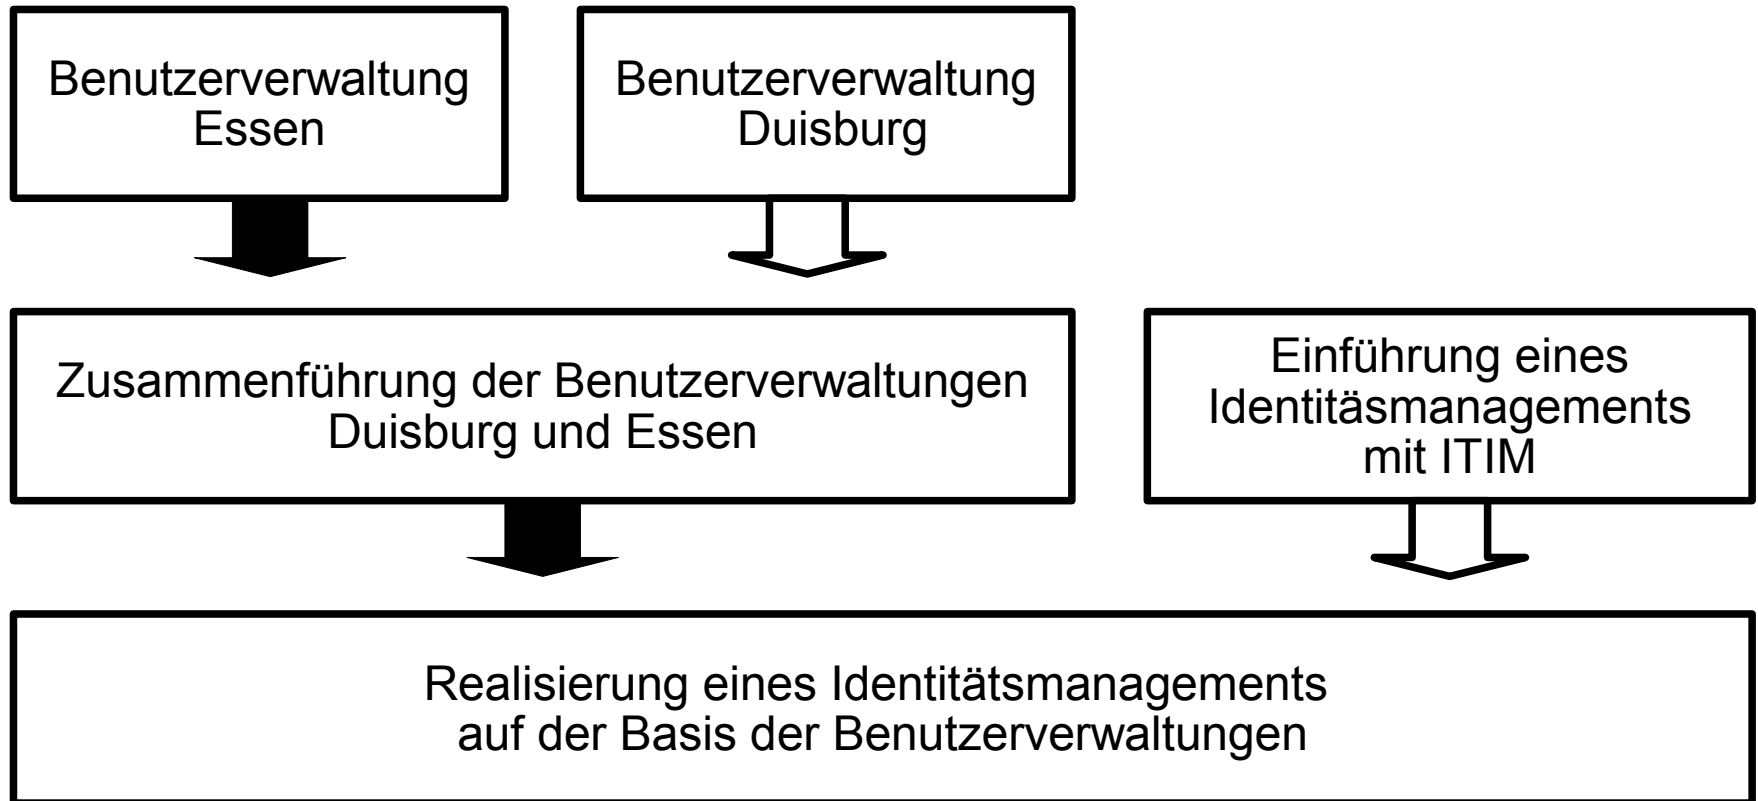 Benutzerverwaltung
Essen
Benutzerverwaltung
Duisburg
Zusammenführung der Benutzerverwaltungen
Duisburg und Essen
Einführung eines
Identitäsmanagements
mit ITIM
Realisierung eines Identitätsmanagements
auf der Basis der Benutzerverwaltungen